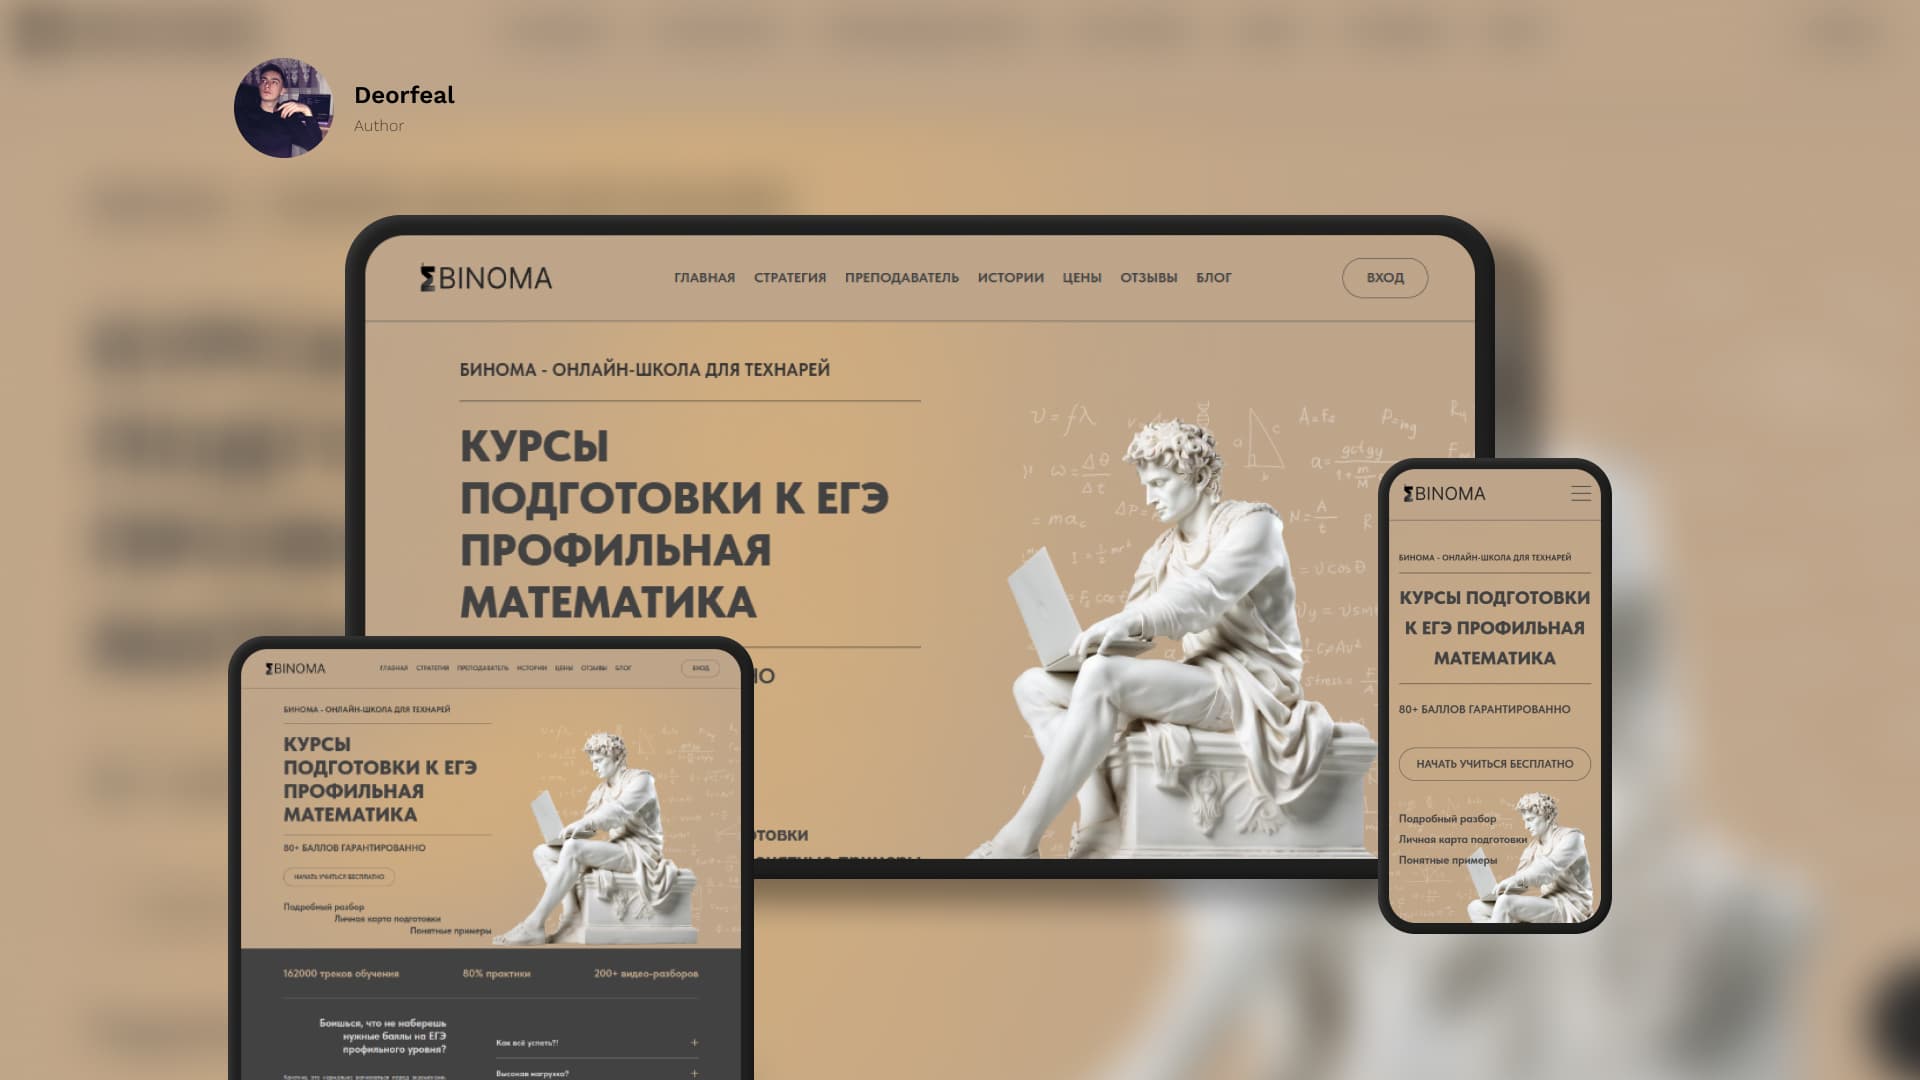 Deorfeal
Author
BINOMA
ГЛАВНАЯ СТРАТЕГИЯ ПРЕПОДАВАТЕЛЬ ИСТОРИИ ЦЕНЫ ОТЗЫВЫ БЛОГ
ВХОД
БИНОМА - ОНЛАЙН-ШКОЛА ДЛЯ ТЕХНАРЕЙ
КУРСЫ
ПОДГОТОВКИ К ЕГЭ
ПРОФИЛЬНАЯ
МАТЕМАТИКА
BINOMA
БИНОМА - ОНЛАЙН-ШКОЛА ДЛЯ ТЕХНАРЕЙ
КУРСЫ ПОДГОТОВКИ
К ЕГЭ ПРОФИЛЬНАЯ
МАТЕМАТИКА
80+ БАЛЛОВ ГАРАНТИРОВАННО
НАЧАТЬ УЧИТЬСЯ БЕСПЛАТНО
Подробный разбор
Личная карта подготовки
Понятные примеры
BINOMA
ГЛАВНАЯ СТРАТЕГИЯ ПРЕПОДАВАТЕЛЬ ИСТОРИИ ЦЕНЫ ОТЗЫВЫ БЛОГ
ВХОД
БИНОМА - ОНЛАЙН-ШКОЛА ДЛЯ ТЕХНАРЕЙ
КУРСЫ
ПОДГОТОВКИ К ЕГЭ
ПРОФИЛЬНАЯ
МАТЕМАТИКА
80+ БАЛЛОВ ГАРАНТИРОВАННО
НАЧАТЬ УЧИТЬСЯ БЕСПЛАТНО
Подробный разбор
Личная карта подготовки
Понятные примеры
162000 треков обучения 80% практики 200+ видео-разборов
Боишься, что не наберешь
нужные баллы на ЕГЭ
профильного уровня?
Как всё успеть?!
Высокая нагрузка?